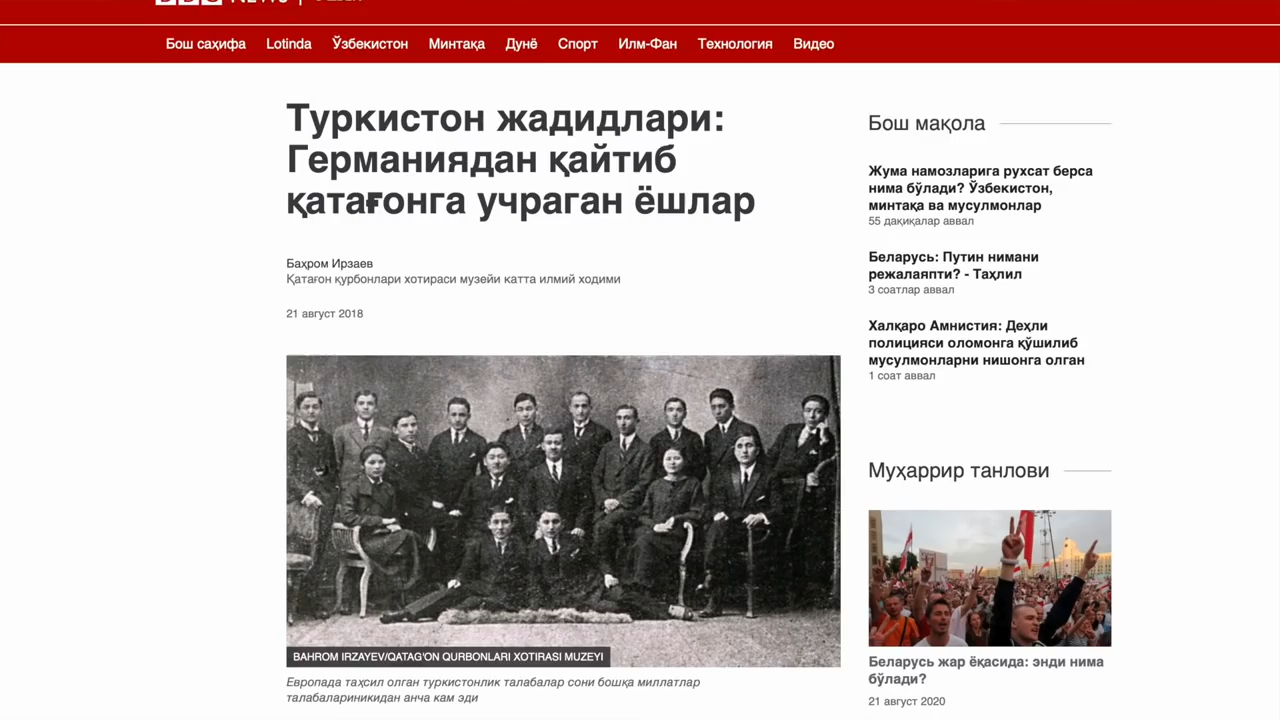 BBC NEWS
Бош саҳифа Lotinda Ўзбекистон Минтақа Дунё Спорт Илм-Фан Технология Видео
Туркистон жадидлари:
Германиядан қайтиб
қатағонга учраган ёшлар
Баҳром Ирзаев
Қатағон қурбонлари хотираси музейи катта илмий ходими
21 август 2018
BAHROM IRZAYEV/QATAG'ON QURBONLARI XOTIRASI MUZEYI
Европада таҳсил олган туркистонлик талабалар сони бошқа миллатлар
талабалариникидан анча кам эди
Бош мақола
Жума намозларига рухсат берса
нима бўлади? Ўзбекистон,
минтақа ва мусулмонлар
55 дақиқалар аввал
Беларусь: Путин нимани
режалаяпти? - Таҳлил
3 соатлар аввал
Халқаро Амнистия: Деҳли
полицияси оломонга қўшилиб
мусулмонларни нишонга олган
1 соат аввал
Муҳаррир танлови
Беларусь жар ёқасида: энди нима
бўлади?
21 август 2020